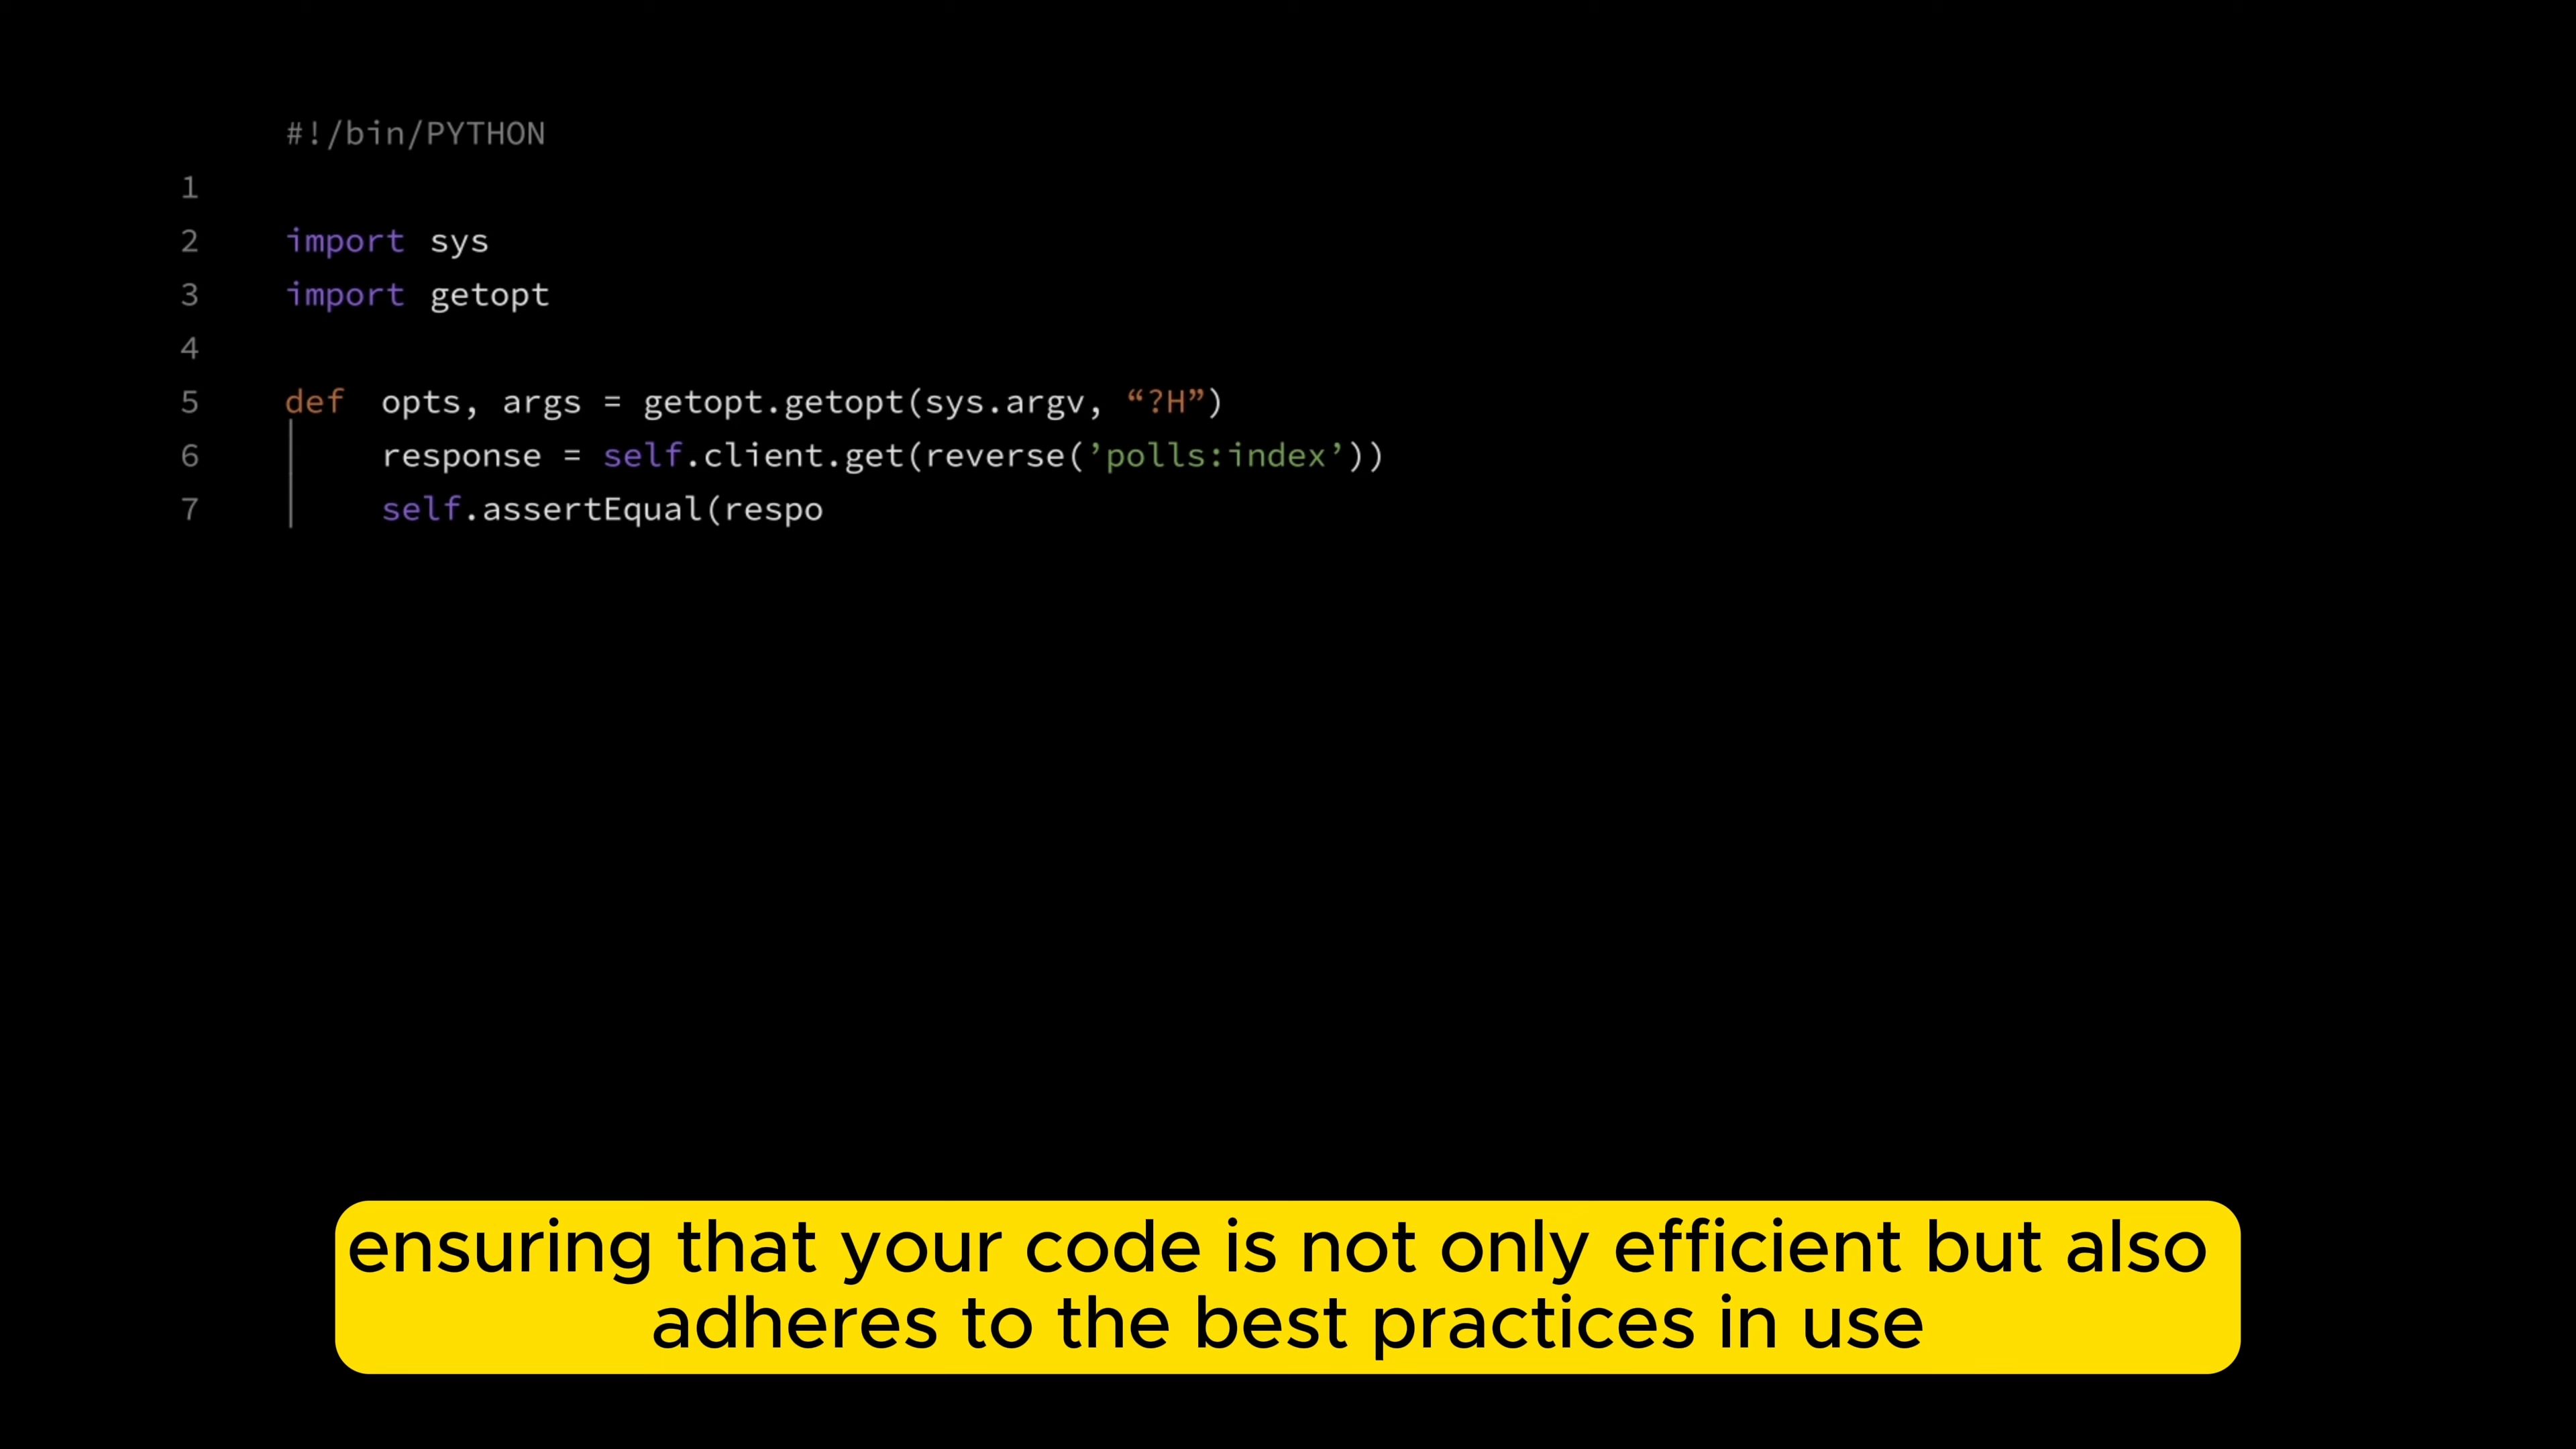 #!/bin/PYTHON
1
2 import sys
3 import getopt
4
5 def opts, args = getopt.getopt(sys.argv, “?H”)
6 response = self.client.get(reverse(’polls:index’))
7 self.assertEqual(respo
ensuring that your code is not only efficient but also
adheres to the best practices in use